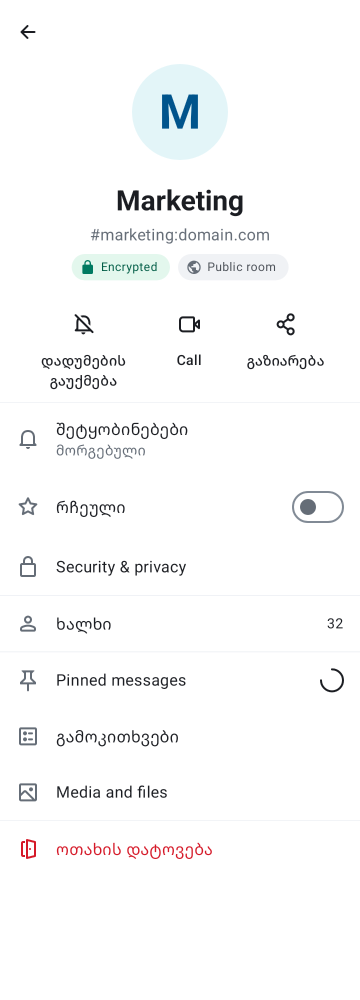 M
Marketing
#marketing:domain.com
Encrypted
Public room
დადუმების
გაუქმება
Call
გაზიარება
შეტყობინებები
მორგებული
რჩეული
Security & privacy
ხალხი
32
Pinned messages
გამოკითხვები
Media and files
ოთახის დატოვება